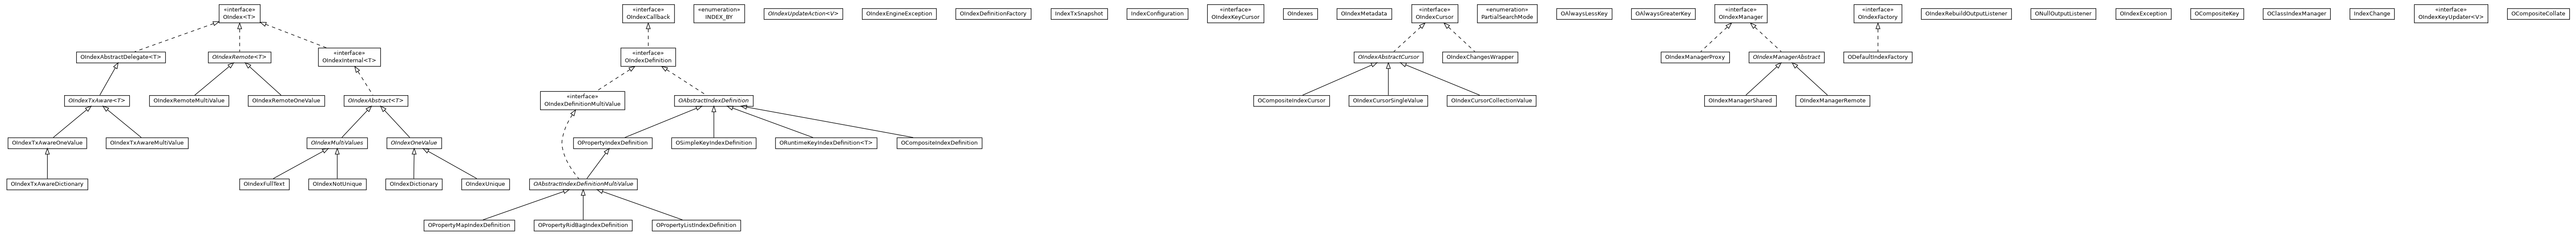 «interface»
OIndex<T>
«interface»
OIndexCallback
«enumeration»
INDEX_BY
OIndexUpdateAction<V>
OIndexEngineException
OIndexDefinitionFactory
IndexTxSnapshot
IndexConfiguration
«interface»
OIndexKeyCursor
OIndexes
OIndexMetadata
«interface»
OIndexCursor
«enumeration»
PartialSearchMode
OAlwaysLessKey
OAlwaysGreaterKey
«interface»
OIndexManager
«interface»
OIndexFactory
OIndexRebuildOutputListener
ONullOutputListener
OIndexException
OCompositeKey
OClassIndexManager
IndexChange
«interface»
OIndexKeyUpdater<V>
OCompositeCollate
OIndexAbstractDelegate<T>
OIndexRemote<T>
«interface»
OIndexInternal<T>
«interface»
OIndexDefinition
OIndexAbstractCursor
OIndexChangesWrapper
OIndexManagerProxy
OIndexManagerAbstract
ODefaultIndexFactory
OIndexTxAware<T>
OIndexRemoteMultiValue
OIndexRemoteOneValue
OIndexAbstract<T>
«interface»
OIndexDefinitionMultiValue
OAbstractIndexDefinition
OCompositeIndexCursor
OIndexCursorSingleValue
OIndexCursorCollectionValue
OIndexManagerShared
OIndexManagerRemote
OIndexTxAwareOneValue
OIndexTxAwareMultiValue
OIndexMultiValues
OIndexOneValue
OPropertyIndexDefinition
OSimpleKeyIndexDefinition
ORuntimeKeyIndexDefinition<T>
OCompositeIndexDefinition
OIndexTxAwareDictionary
OIndexFullText
OIndexNotUnique
OIndexDictionary
OIndexUnique
OAbstractIndexDefinitionMultiValue
OPropertyMapIndexDefinition
OPropertyRidBagIndexDefinition
OPropertyListIndexDefinition